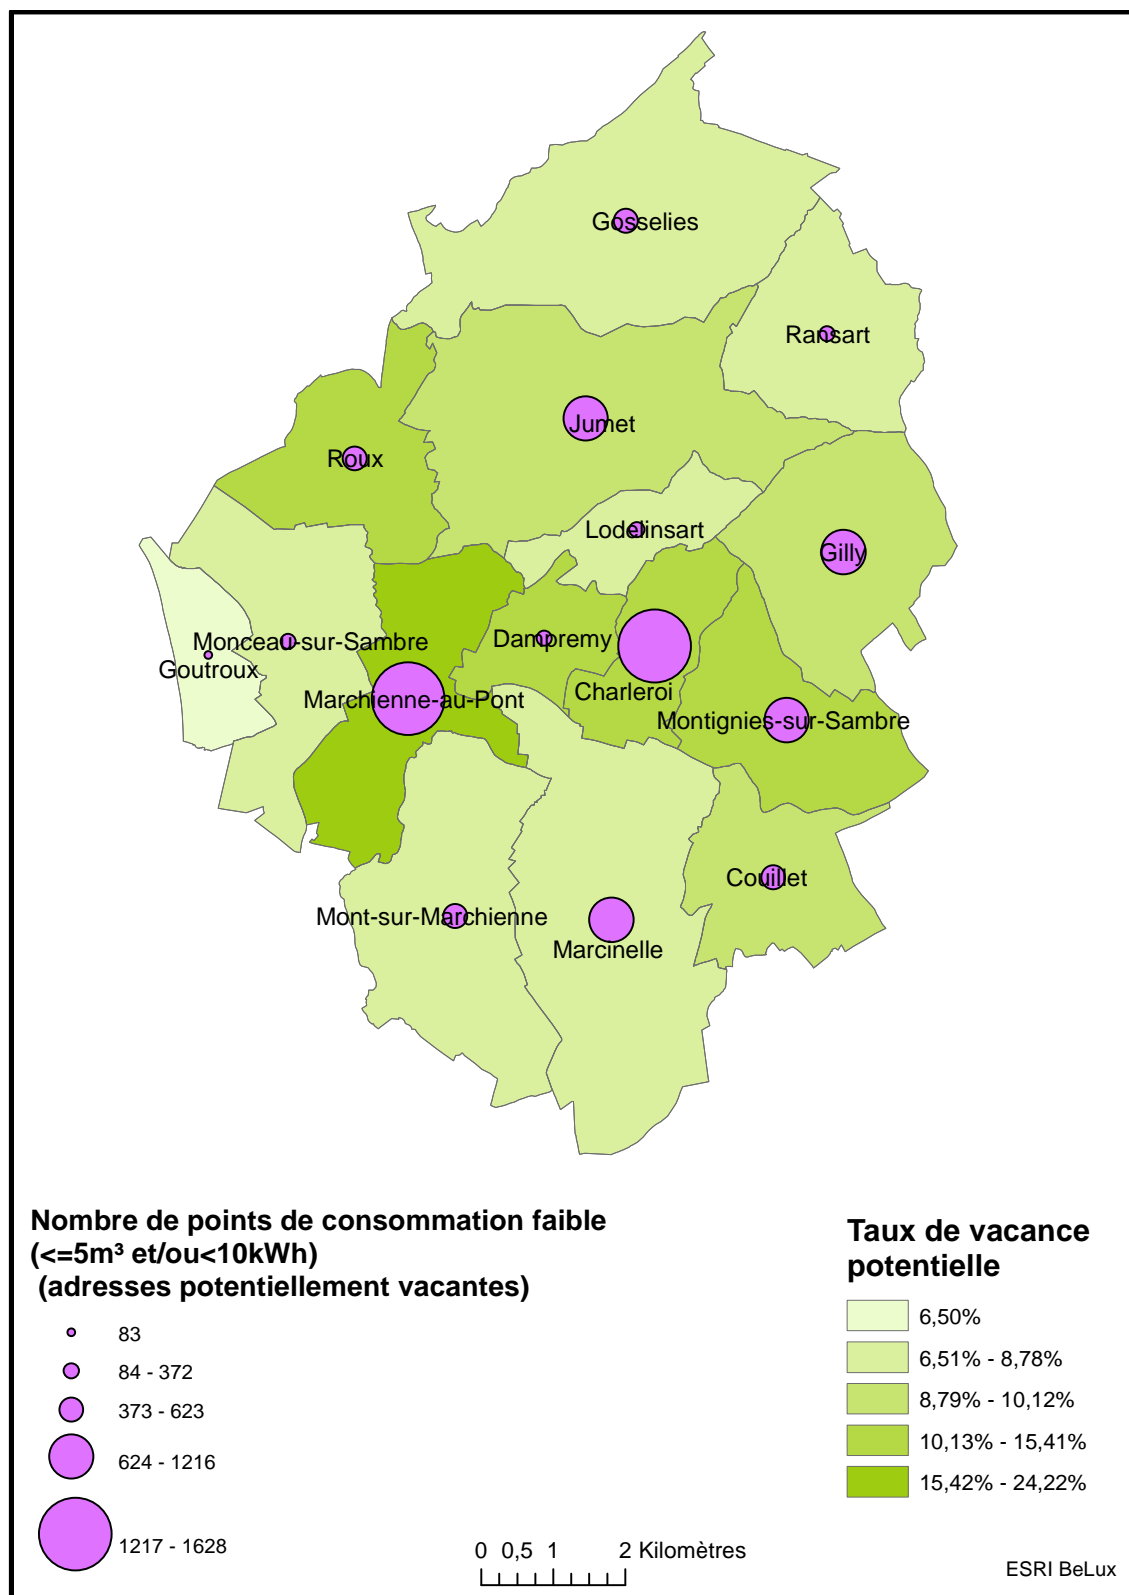 Gosselies
Ransart
Jumet
Roux
Lodelinsart
Gilly
Monceau-sur-Sambre
Dampremy
Goutroux
Charleroi
Marchienne-au-Pont
Montignies-sur-Sambre
Couillet
Mont-sur-Marchienne
Marcinelle
Nombre de points de consommation faible
(<=5m³ et/ou<10kWh)
(adresses potentiellement vacantes)
83
84 - 372
373 - 623
624 - 1216
1217 - 1628
Taux de vacance
potentielle
6,50%
6,51% - 8,78%
8,79% - 10,12%
10,13% - 15,41%
15,42% - 24,22%
0 0,5 1 2 Kilomètres
ESRI BeLux